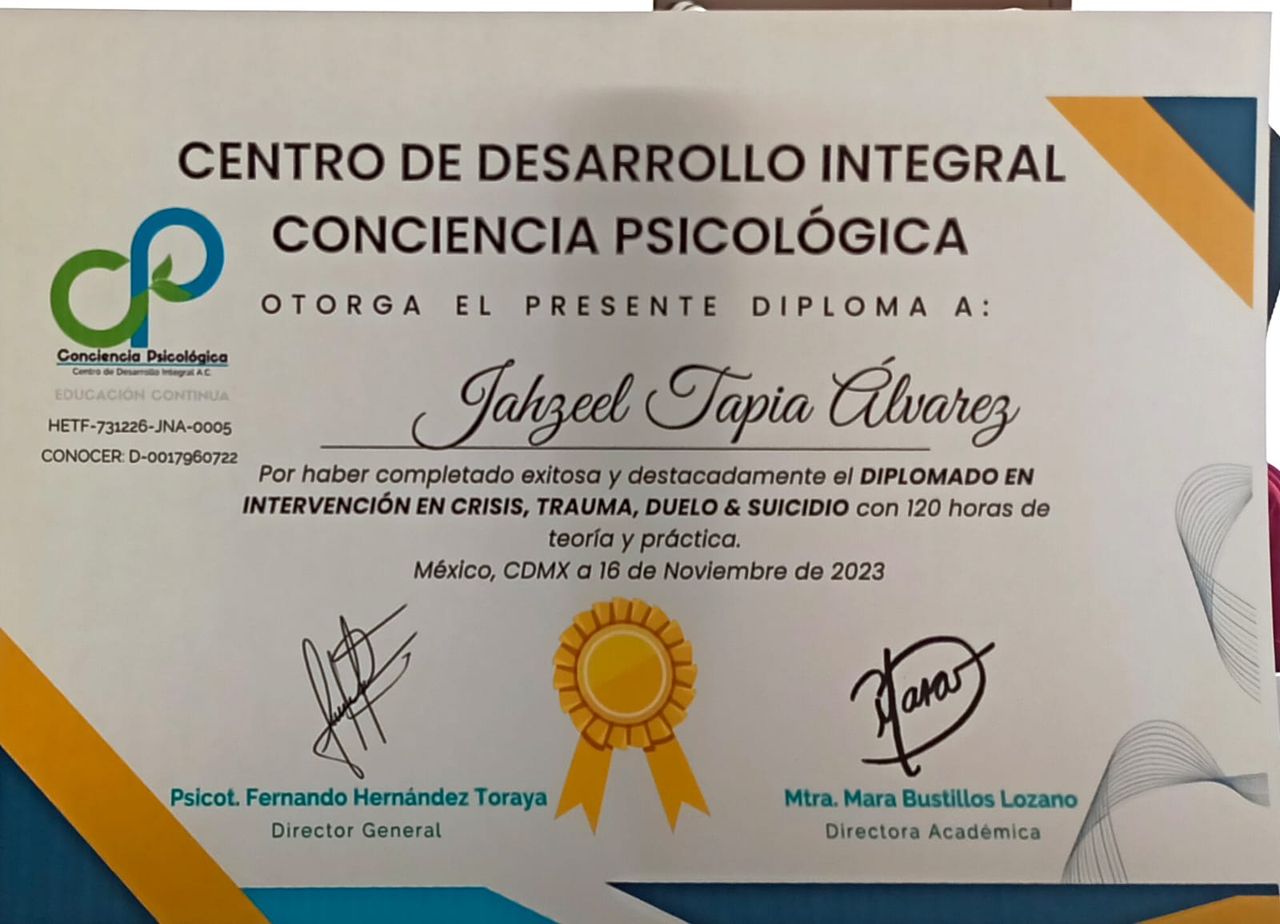 CENTRO DE DESARROLLO INTEGRAL
CONCIENCIA PSICOLÓGICA
OTORGA EL PRESENTE DIPLOMA A:
Conciencia Psicológica
Centro de Desarrollo Integral A.C.
EDUCACIÓN CONTINUA
HETF-731226-JNA-0005
CONOCER: D-0017960722
Jahzeel Tapia Álvarez
Por haber completado exitosa y destacadamente el DIPLOMADO EN
INTERVENCIÓN EN CRISIS, TRAUMA, DUELO & SUICIDIO con 120 horas de
teoría y práctica.
México, CDMX a 16 de Noviembre de 2023
Mara
Psicot. Fernando Hernández Toraya
Director General
Mtra. Mara Bustillos Lozano
Directora Académica